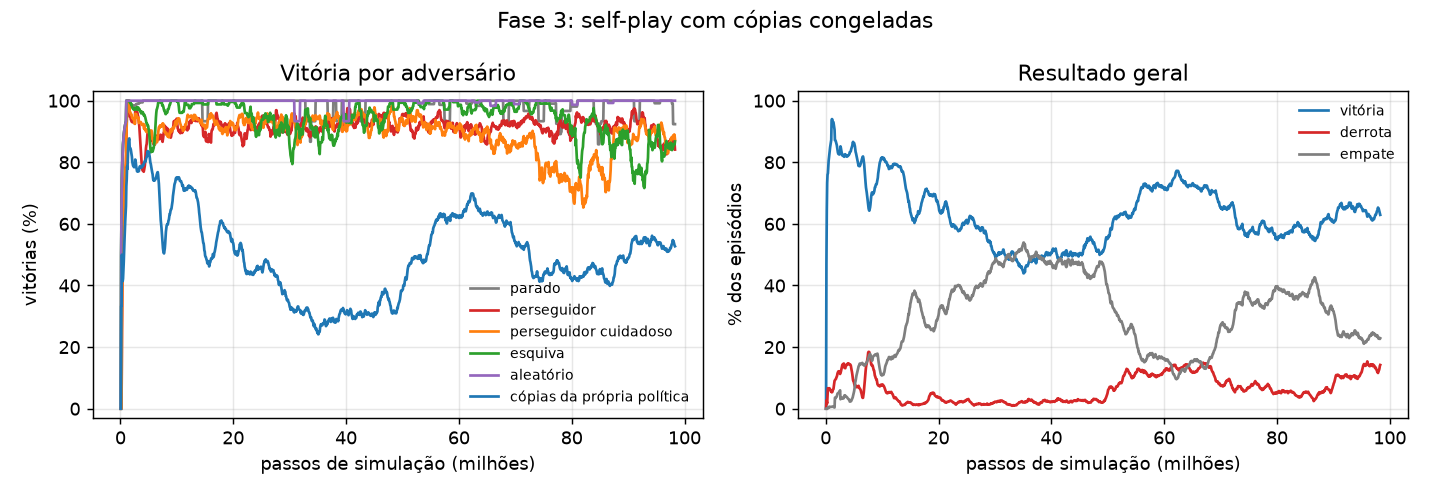 Fase 3: self-play com cópias congeladas
Vitória por adversário
vitórias (%)
100
80
60
40
20
0
0 20 40 60 80 100
passos de simulação (milhões)
parado
perseguidor
perseguidor cuidadoso
esquiva
aleatório
cópias da própria política
Resultado geral
% dos episódios
100
80
60
40
20
0
0 20 40 60 80 100
passos de simulação (milhões)
vitória
derrota
empate